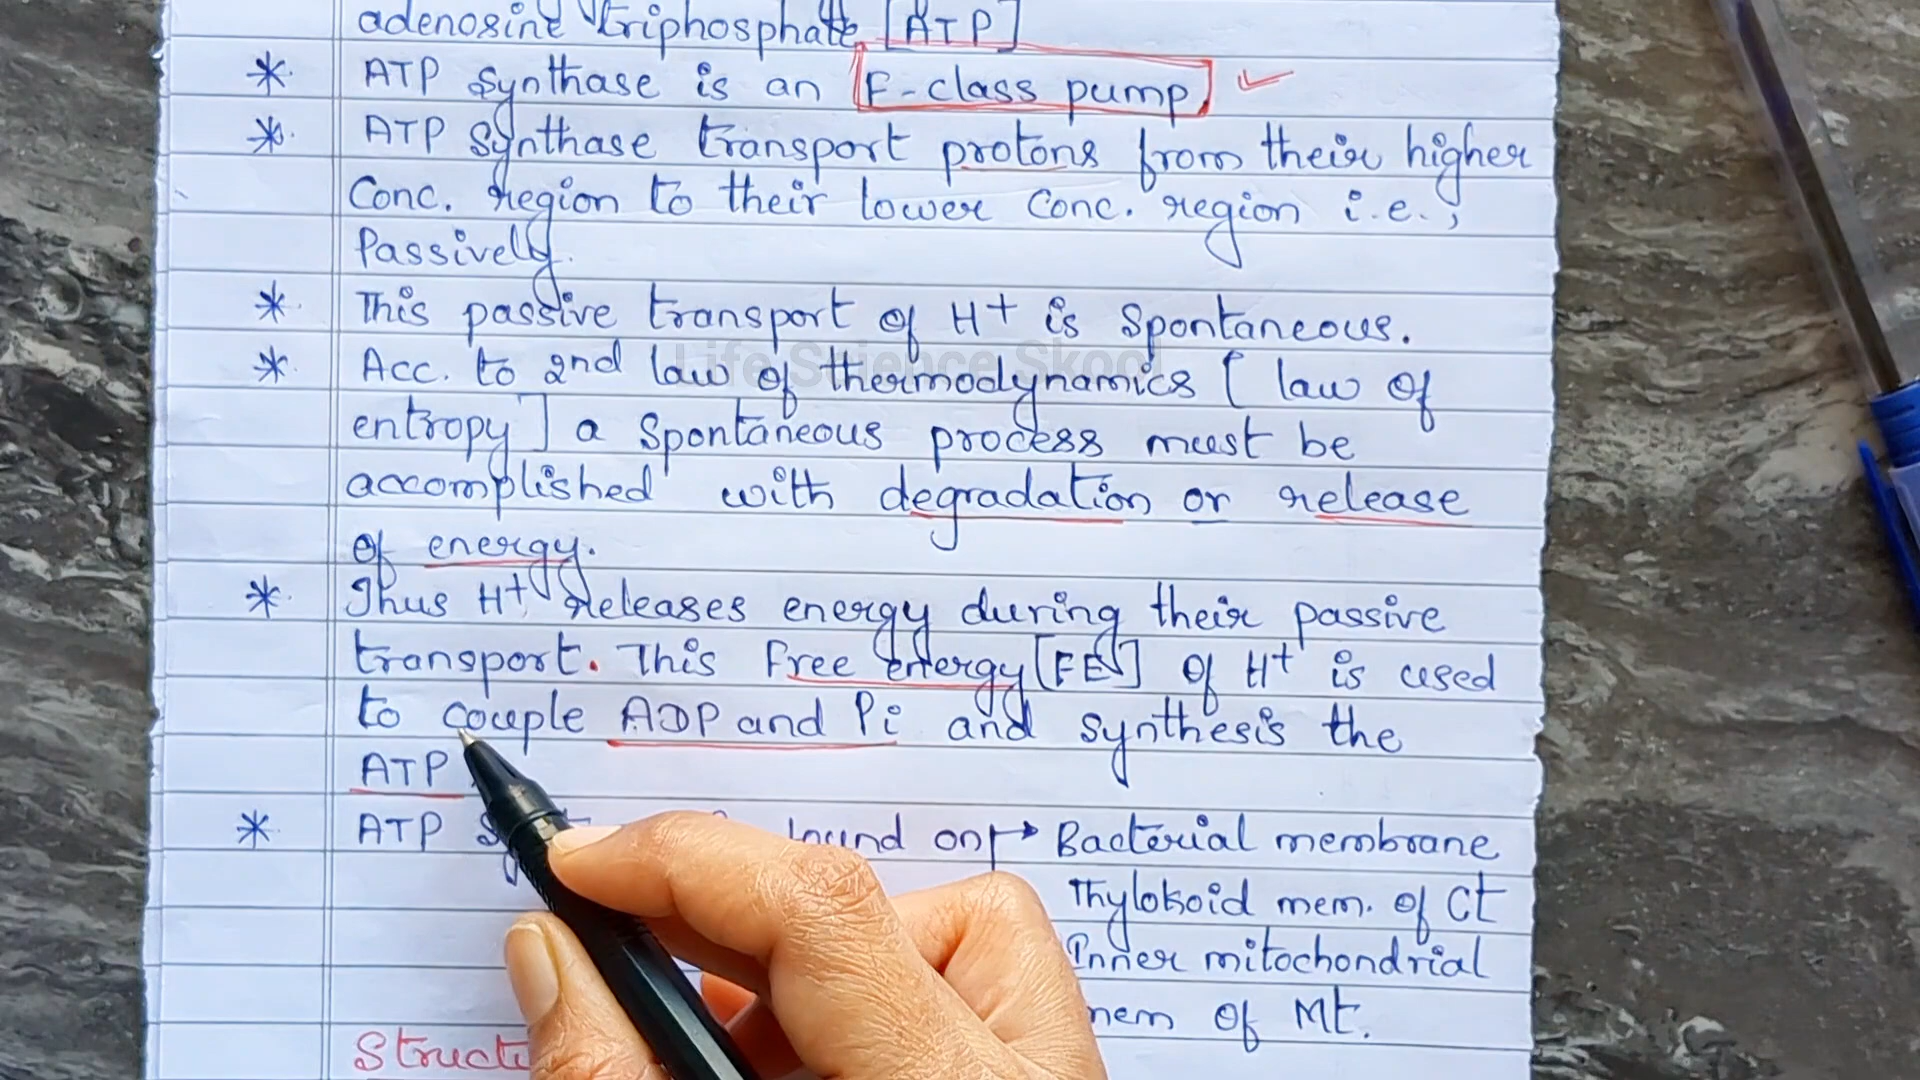 adenosine triphosphate [ATP]
* ATP synthase is an F-class pump ✓
* ATP synthase transport protons from their higher
Conc. region to their lower conc. region i.e.,
Passively.
* This passive transport of H+ is spontaneous.
Life Science Skool
* Acc. to 2nd law of thermodynamics [ law of
entropy ] a spontaneous process must be
accomplished with degradation or release
of energy.
* Thus H+ releases energy during their passive
transport. This free energy [FE] of H+ is used
to couple ADP and Pi and synthesis the
ATP
* ATP on → Bacterial membrane
Thylokoid mem. of Ct
Inner mitochondrial
mem of Mt.